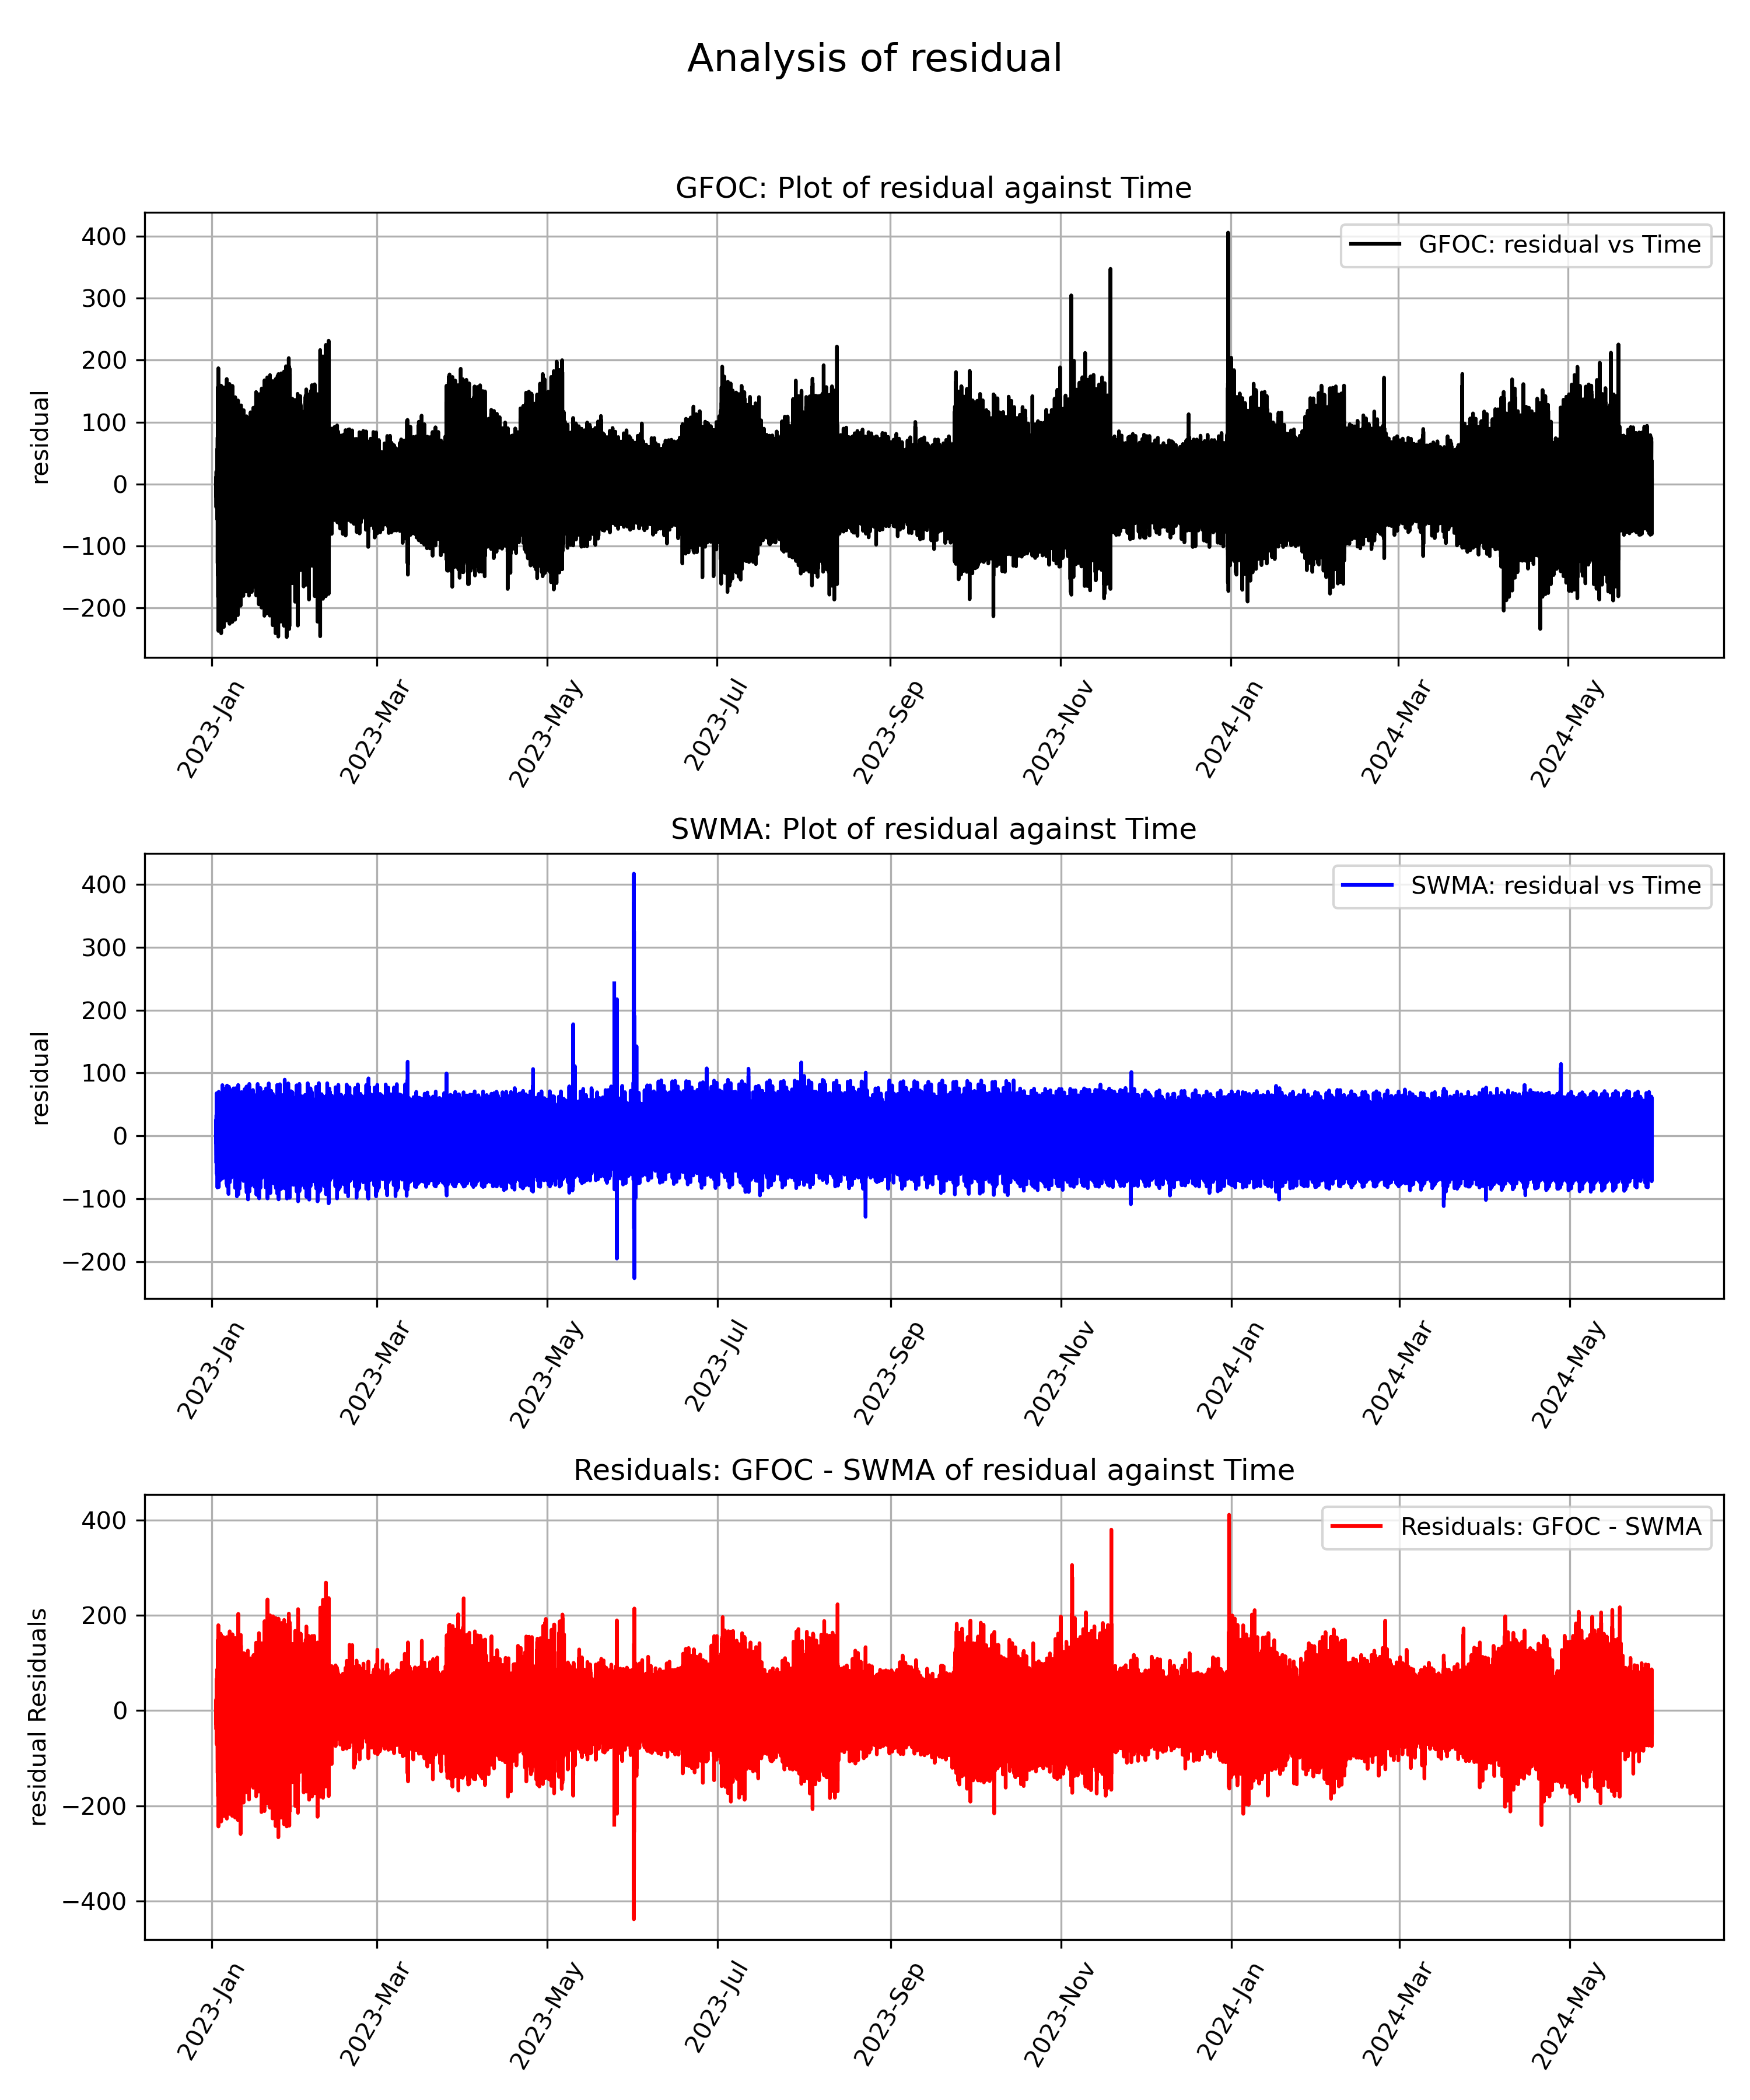 Analysis of residual
GFOC: Plot of residual against Time
residual
400
300
200
100
0
−100
−200
GFOC: residual vs Time
2023-Jan
2023-Mar
2023-May
2023-Jul
2023-Sep
2023-Nov
2024-Jan
2024-Mar
2024-May
SWMA: Plot of residual against Time
residual
400
300
200
100
0
−100
−200
SWMA: residual vs Time
2023-Jan
2023-Mar
2023-May
2023-Jul
2023-Sep
2023-Nov
2024-Jan
2024-Mar
2024-May
Residuals: GFOC - SWMA of residual against Time
residual Residuals
400
200
0
−200
−400
Residuals: GFOC - SWMA
2023-Jan
2023-Mar
2023-May
2023-Jul
2023-Sep
2023-Nov
2024-Jan
2024-Mar
2024-May